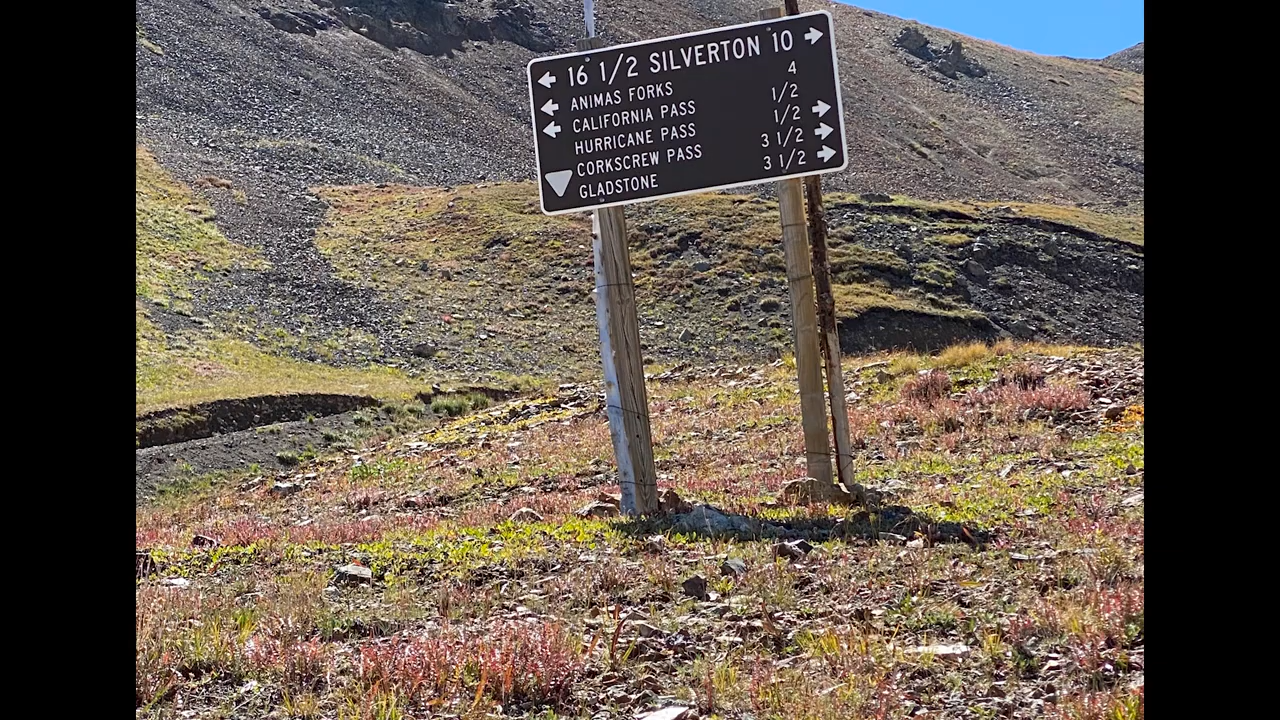 ← 16 1/2 SILVERTON 10 →
← ANIMAS FORKS 4
← CALIFORNIA PASS 1/2
HURRICANE PASS 1/2 →
CORKSCREW PASS 3 1/2 →
▼ GLADSTONE 3 1/2 →